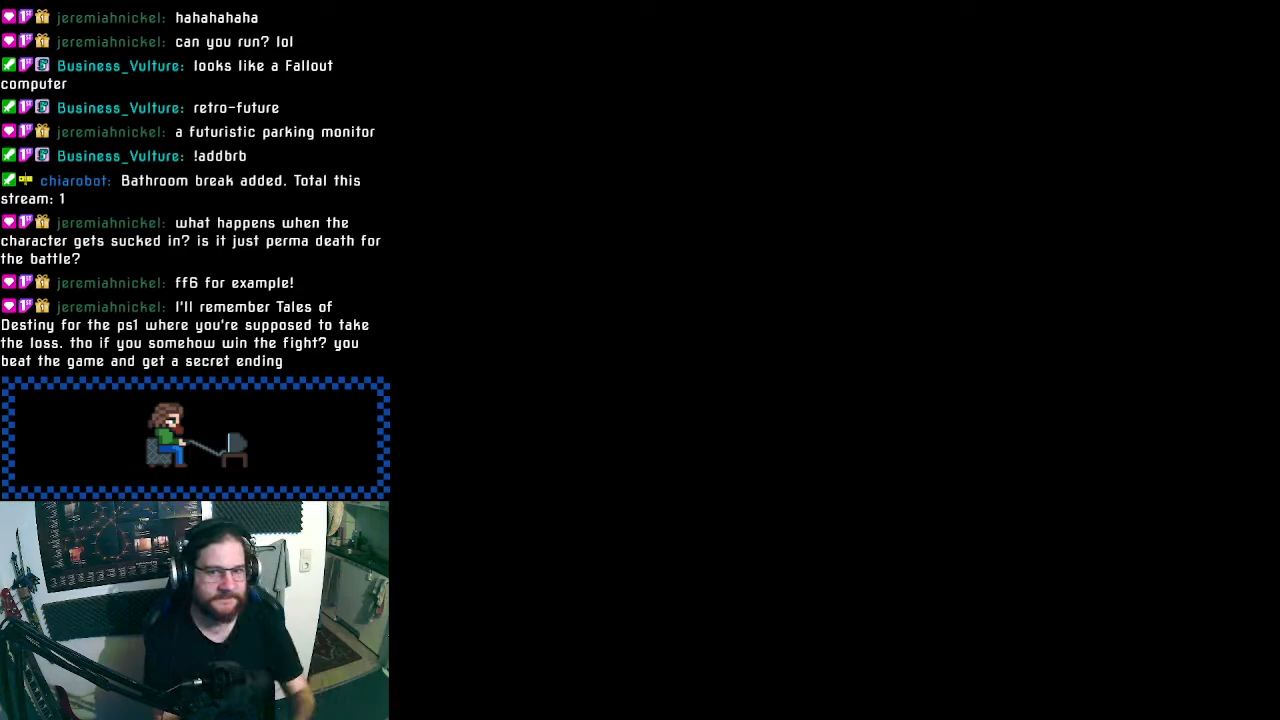 jeremiahnickel: hahahahaha
jeremiahnickel: can you run? lol
Business_Vulture: looks like a Fallout
computer
Business_Vulture: retro-future
jeremiahnickel: a futuristic parking monitor
Business_Vulture: !addbrb
chiarobot: Bathroom break added. Total this
stream: 1
jeremiahnickel: what happens when the
character gets sucked in? is it just perma death for
the battle?
jeremiahnickel: ff6 for example!
jeremiahnickel: I'll remember Tales of
Destiny for the ps1 where you're supposed to take
the loss. tho if you somehow win the fight? you
beat the game and get a secret ending